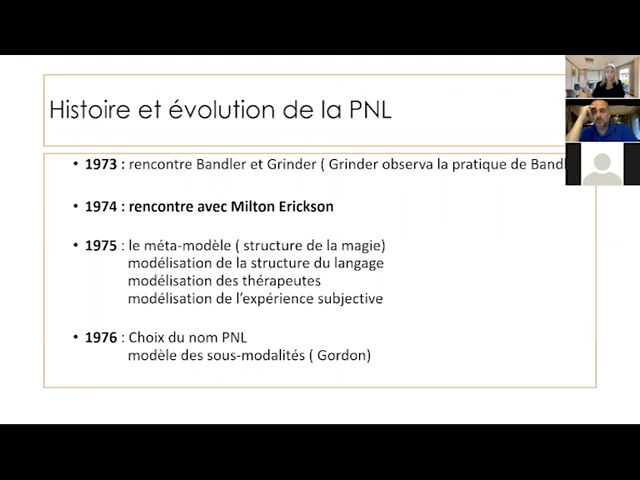 Histoire et évolution de la PNL
• 1973 : rencontre Bandler et Grinder ( Grinder observa la pratique de
• 1974 : rencontre avec Milton Erickson
• 1975 : le méta-modèle ( structure de la magie)
modélisation de la structure du langage
modélisation des thérapeutes
modélisation de l'expérience subjective
• 1976 : Choix du nom PNL
modèle des sous-modalités ( Gordon)